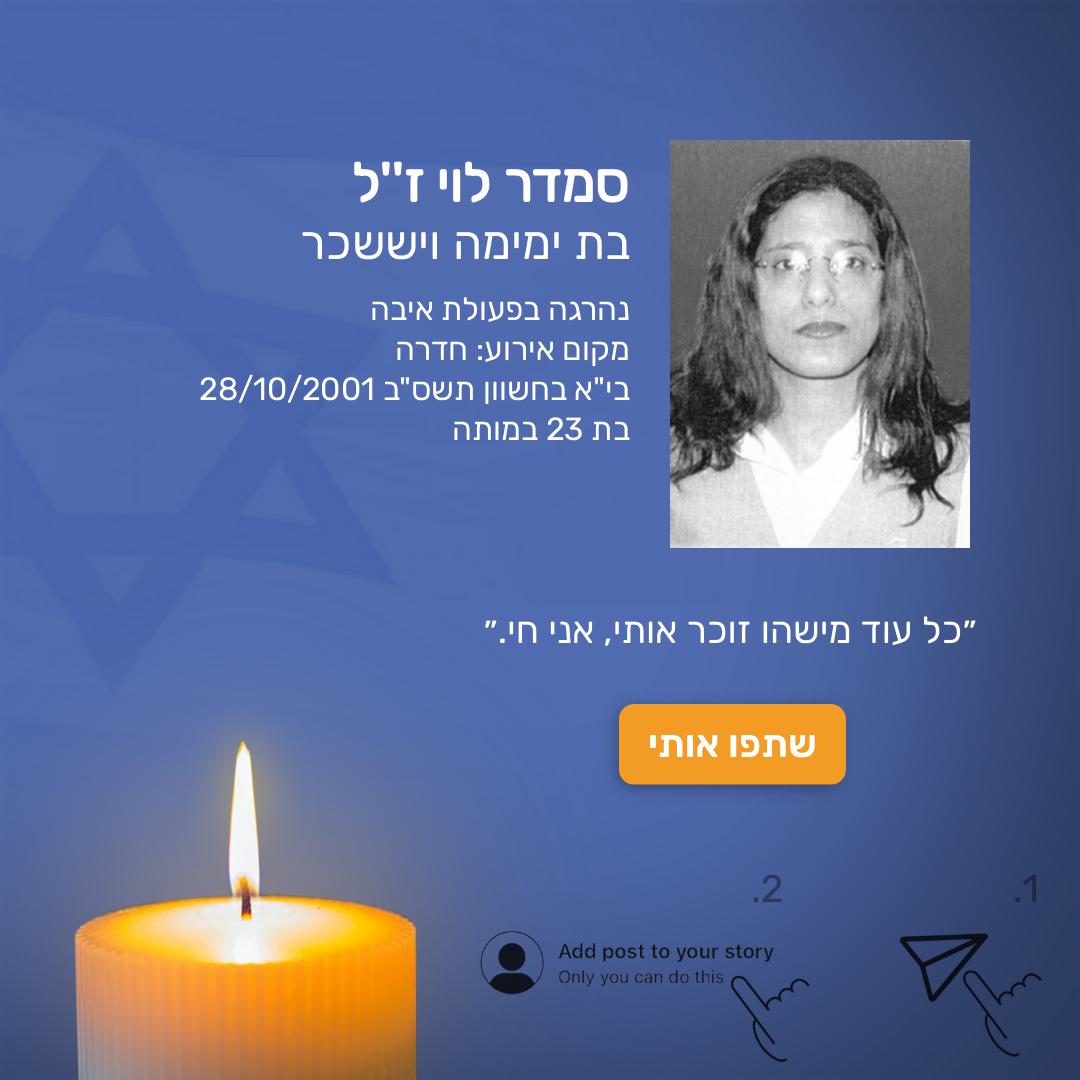 סמדר לוי ז"ל
בת ימימה ויששכר
נהרגה בפעולת איבה
מקום אירוע: חדרה
בי"א בחשוון תשס"ב 28/10/2001
בת 23 במותה
״כל עוד מישהו זוכר אותי, אני חי.״
שתפו אותי
1.
2.
Add post to your story
Only you can do this